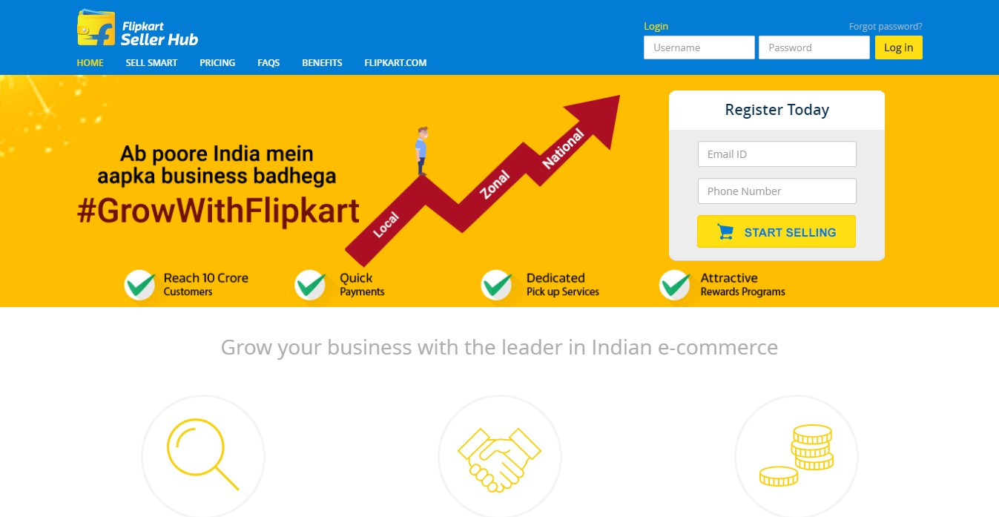 Flipkart
Seller Hub
Login
Forgot password?
Username
Password
Log in
HOME
SELL SMART
PRICING
FAQS
BENEFITS
FLIPKART.COM
Ab poore India mein
aapka business badhega
#GrowWithFlipkart
Local
Zonal
National
Register Today
Email ID
Phone Number
START SELLING
Reach 10 Crore
Customers
Quick
Payments
Dedicated
Pick up Services
Attractive
Rewards Programs
Grow your business with the leader in Indian e-commerce